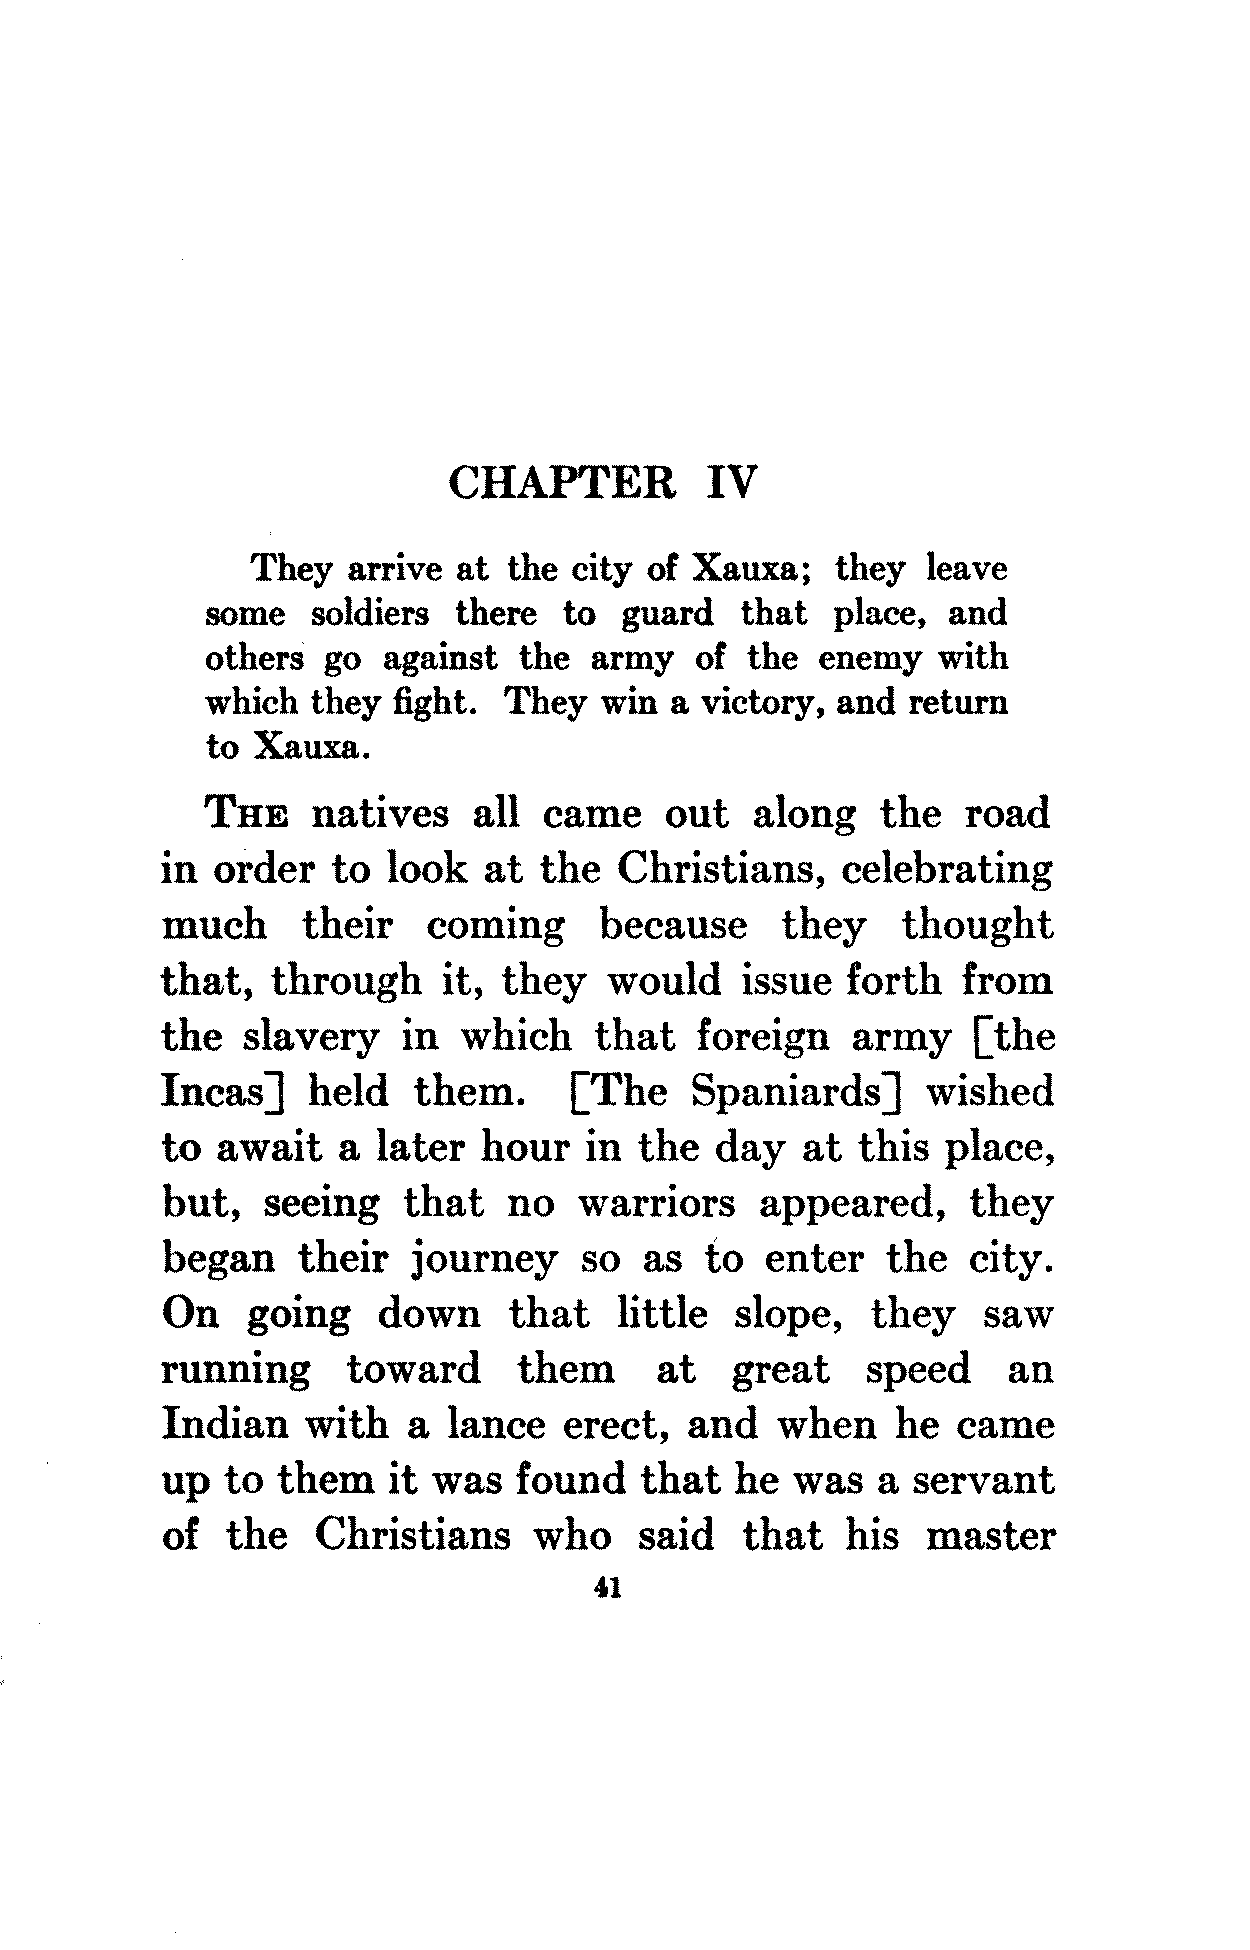 CHAPTER IV
They arrive at the city of Xauxa; they leave
some soldiers there to guard that place, and
others go against the army of the enemy with
which they fight. They win a victory, and return
to Xauxa.
THE natives all came out along the road
in order to look at the Christians, celebrating
much their coming because they thought
that, through it, they would issue forth from
the slavery in which that foreign army [the
Incas] held them. [The Spaniards] wished
to await a later hour in the day at this place,
but, seeing that no warriors appeared, they
began their journey so as to enter the city.
On going down that little slope, they saw
running toward them at great speed an
Indian with a lance erect, and when he came
up to them it was found that he was a servant
of the Christians who said that his master
41